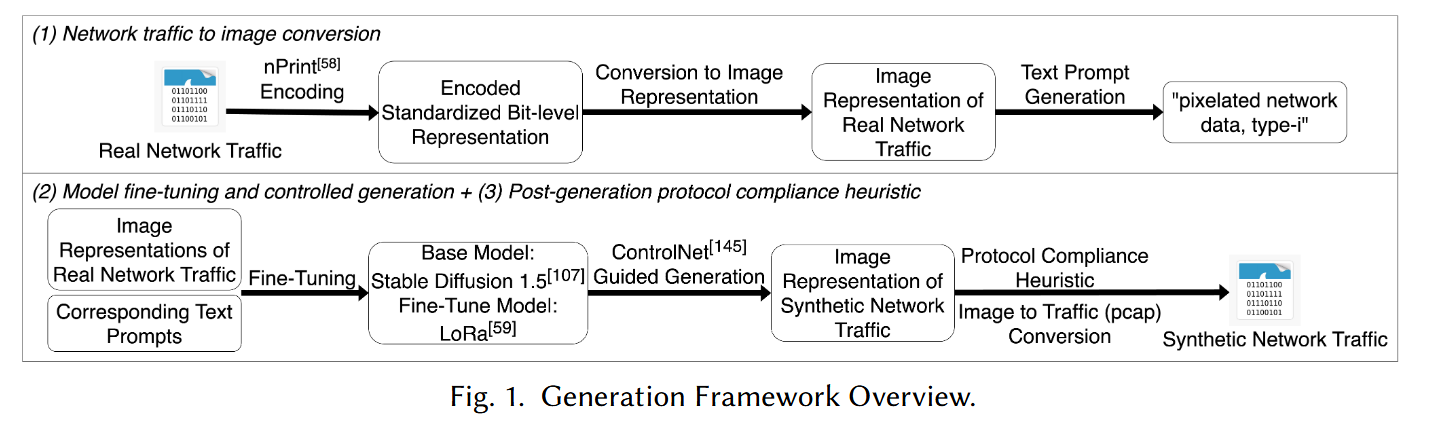 (1) Network traffic to image conversion
01101100
01101111
01110110
01100101
Real Network Traffic
nPrint[58]
Encoding
Encoded
Standardized Bit-level
Representation
Conversion to Image
Representation
Image
Representation of
Real Network
Traffic
Text Prompt
Generation
"pixelated network
data, type-i"
(2) Model fine-tuning and controlled generation + (3) Post-generation protocol compliance heuristic
Image
Representations of
Real Network Traffic
Corresponding Text
Prompts
Fine-Tuning
Base Model:
Stable Diffusion 1.5[107]
Fine-Tune Model:
LoRa[59]
ControlNet[145]
Guided Generation
Image
Representation of
Synthetic Network
Traffic
Protocol Compliance
Heuristic
Image to Traffic (pcap)
Conversion
01101100
01101111
01110110
01100101
Synthetic Network Traffic
Fig. 1. Generation Framework Overview.